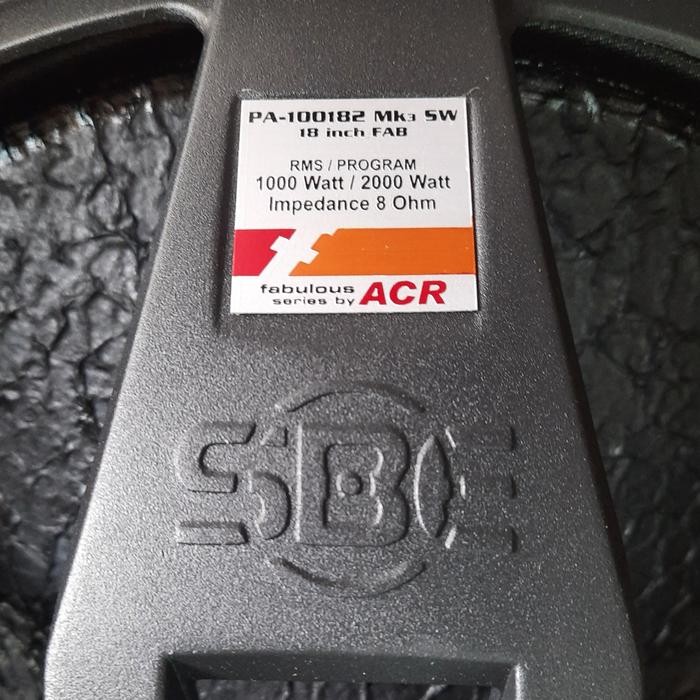 PA-100182 Mk3 SW
18 inch FAB
RMS / PROGRAM
1000 Watt / 2000 Watt
Impedance 8 Ohm
f
fabulous
series by ACR
SBE